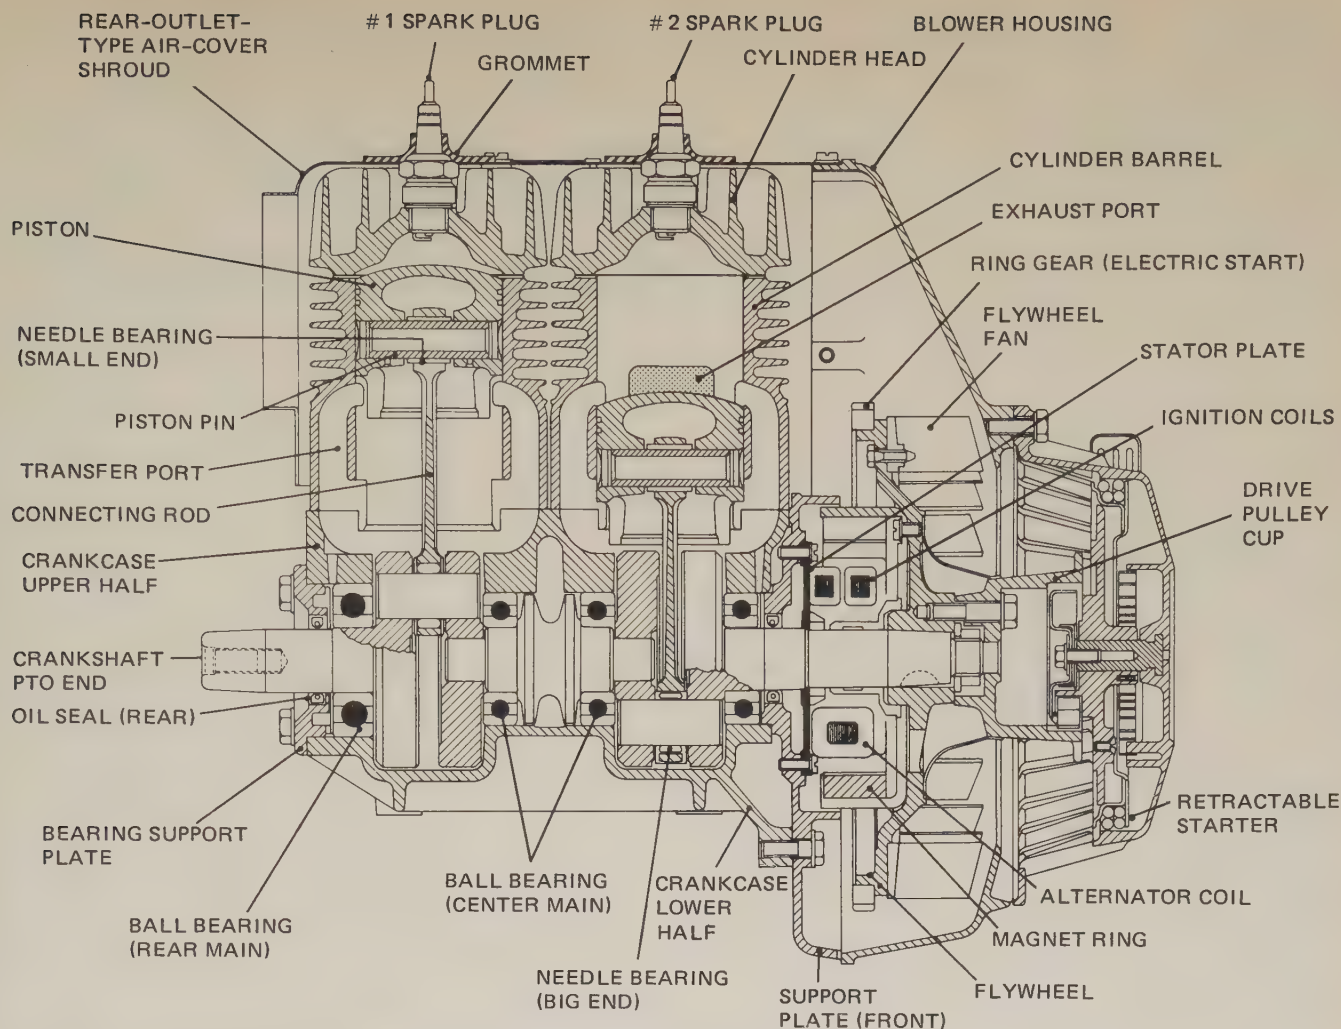 REAR-OUTLET-
TYPE AIR-COVER
SHROUD
#1 SPARK PLUG
GROMMET
#2 SPARK PLUG
CYLINDER HEAD
BLOWER HOUSING
CYLINDER BARREL
EXHAUST PORT
RING GEAR (ELECTRIC START)
FLYWHEEL
FAN
STATOR PLATE
IGNITION COILS
DRIVE
PULLEY
CUP
PISTON
NEEDLE BEARING
(SMALL END)
PISTON PIN
TRANSFER PORT
CONNECTING ROD
CRANKCASE
UPPER HALF
CRANKSHAFT
PTO END
OIL SEAL (REAR)
BEARING SUPPORT
PLATE
BALL BEARING
(REAR MAIN)
BALL BEARING
(CENTER MAIN)
NEEDLE BEARING
(BIG END)
CRANKCASE
LOWER
HALF
SUPPORT
PLATE (FRONT)
FLYWHEEL
MAGNET RING
ALTERNATOR COIL
RETRACTABLE
STARTER